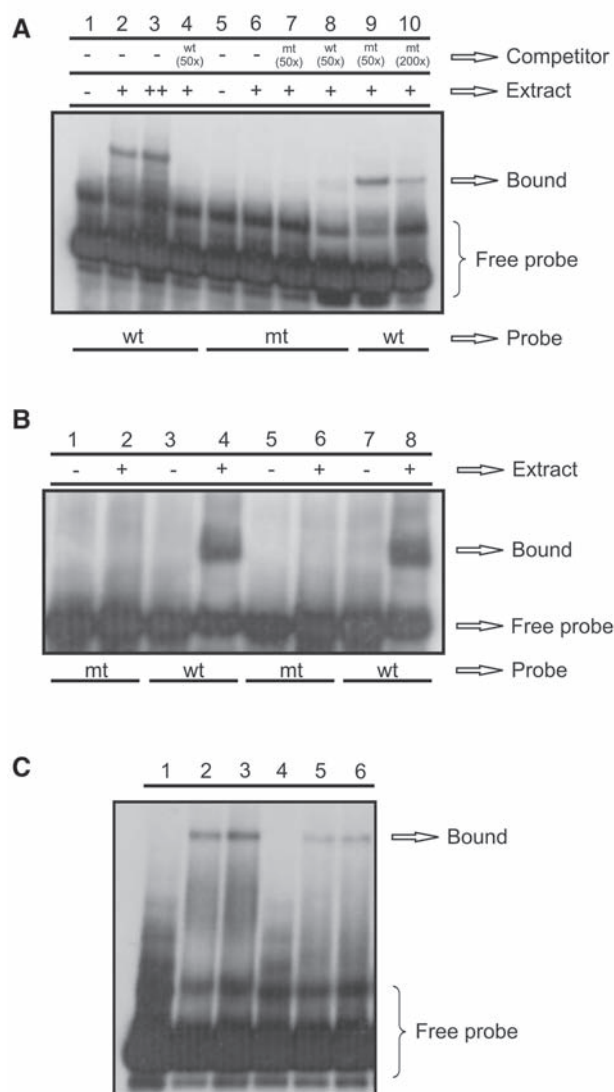 A
1 2 3 4 5 6 7 8 9 10
- - - wt (50x) - - mt (50x) wt (50x) mt (50x) mt (200x) Competitor
- + ++ + - + + + + + Extract
Bound
Free probe
wt mt wt Probe
B
1 2 3 4 5 6 7 8
- + - + - + - + Extract
Bound
Free probe
mt wt mt wt Probe
C
1 2 3 4 5 6
Bound
Free probe